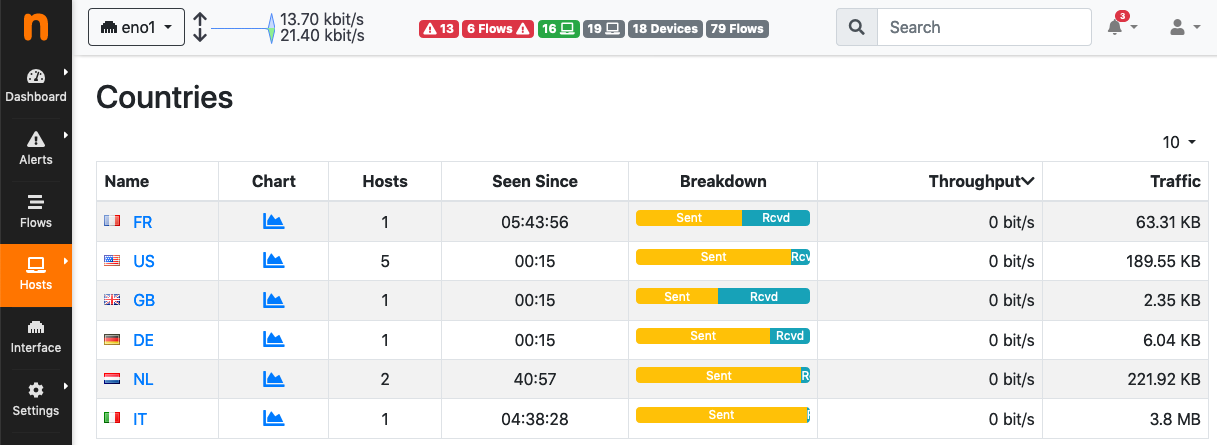 n eno1 13.70 kbit/s
21.40 kbit/s
13 6 Flows 16 19 18 Devices 79 Flows Search 3
Dashboard
Alerts
Flows
Hosts
Interface
Settings
Countries
10
Name Chart Hosts Seen Since Breakdown Throughput Traffic
FR 1 05:43:56 Sent Rcvd 0 bit/s 63.31 KB
US 5 00:15 Sent Rcv 0 bit/s 189.55 KB
GB 1 00:15 Sent Rcvd 0 bit/s 2.35 KB
DE 1 00:15 Sent Rcvd 0 bit/s 6.04 KB
NL 2 40:57 Sent R 0 bit/s 221.92 KB
IT 1 04:38:28 Sent 0 bit/s 3.8 MB